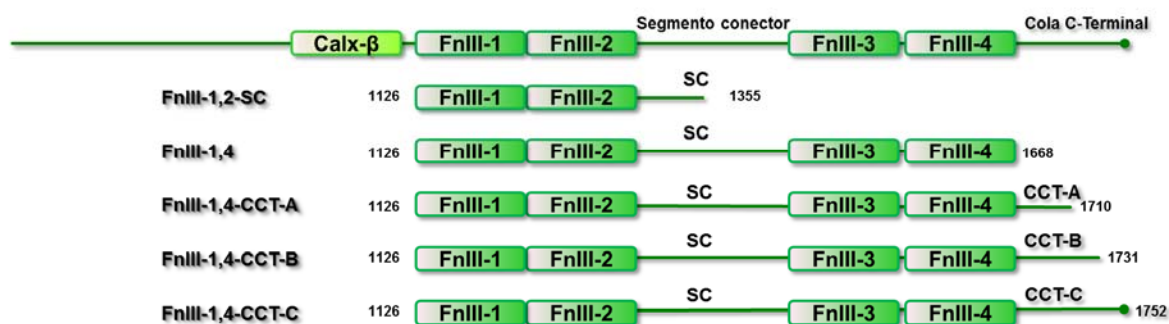 Segmento conector Cola C-Terminal
Calx-β FnIII-1 FnIII-2 FnIII-3 FnIII-4
SC
FnIII-1,2-SC 1126 FnIII-1 FnIII-2 1355
SC
FnIII-1,4 1126 FnIII-1 FnIII-2 FnIII-3 FnIII-4 1668
SC CCT-A
FnIII-1,4-CCT-A 1126 FnIII-1 FnIII-2 FnIII-3 FnIII-4 1710
SC CCT-B
FnIII-1,4-CCT-B 1126 FnIII-1 FnIII-2 FnIII-3 FnIII-4 1731
SC CCT-C
FnIII-1,4-CCT-C 1126 FnIII-1 FnIII-2 FnIII-3 FnIII-4 1752